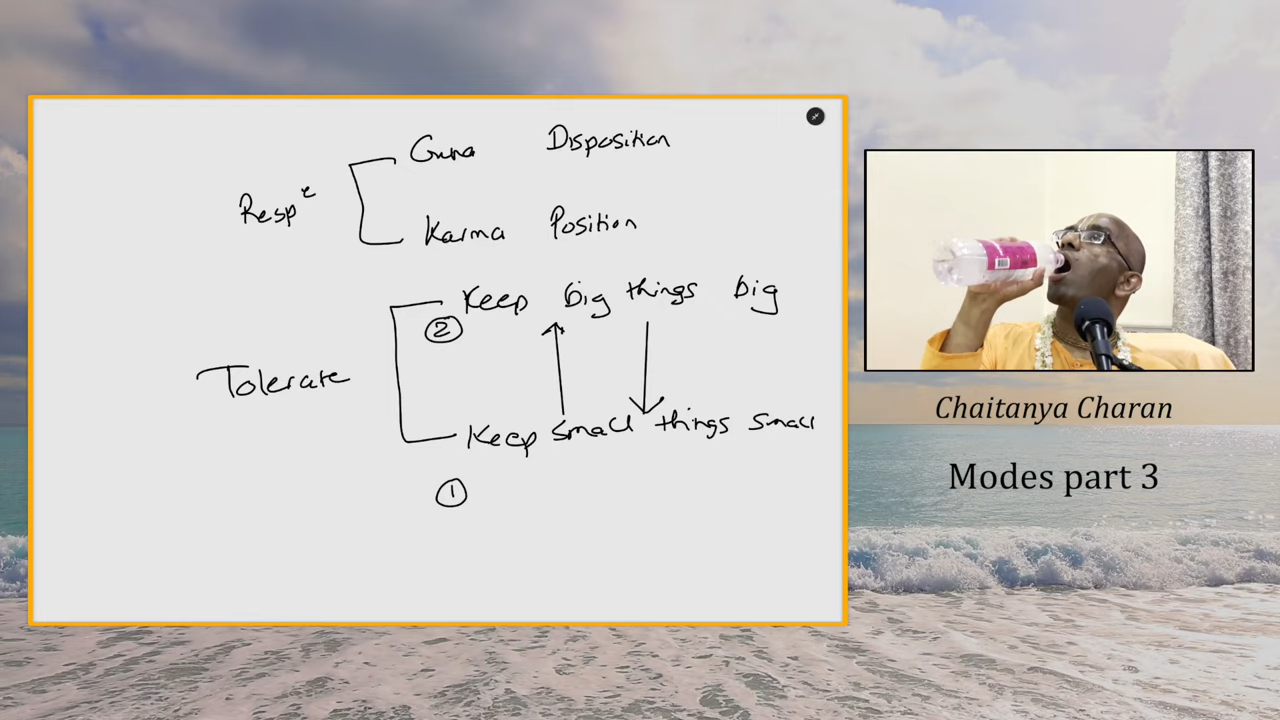 Guna Disposition
Resp^e
Karma Position
Keep big things big
2
Tolerate
Keep small things small
1
Chaitanya Charan
Modes part 3